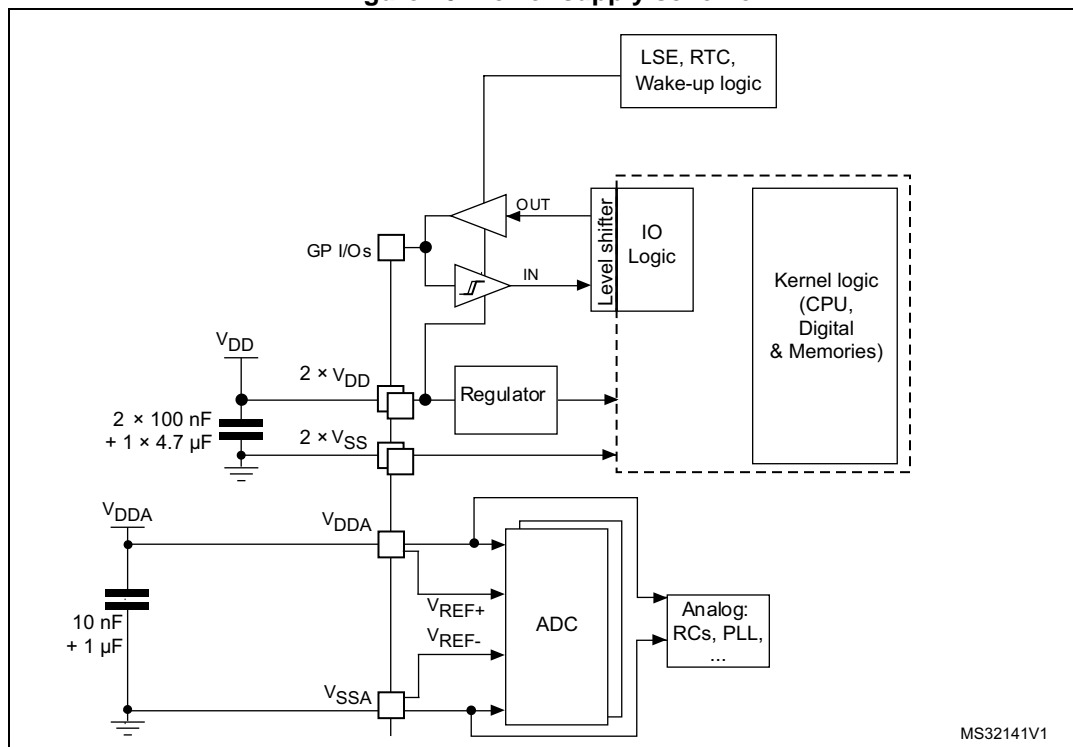 LSE, RTC,
Wake-up logic
OUT
Level shifter
IO
Logic
GP I/Os
IN
Kernel logic
(CPU,
Digital
& Memories)
VDD
2 × VDD
Regulator
2 × 100 nF
+ 1 × 4.7 µF
2 × VSS
VDDA
VDDA
VREF+
ADC
Analog:
RCs, PLL,
...
10 nF
+ 1 µF
VREF-
VSSA
MS32141V1